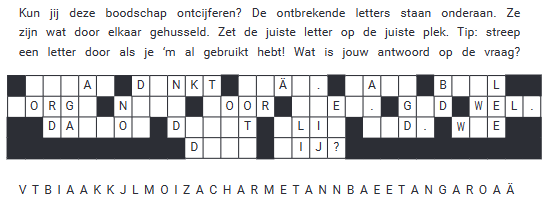 Kun jij deze boodschap ontcijferen? De ontbrekende letters staan onderaan. Ze
zijn wat door elkaar gehusseld. Zet de juiste letter op de juiste plek. Tip: streep
een letter door als je ‘m al gebruikt hebt! Wat is jouw antwoord op de vraag?
A D NKT Ä . A B L
ORG N OOR E . G D WEL.
DA O D T LI D. W E
D IJ?
V T B I A A K K J L M O I Z A C H A R M E T A N N B A E E T A N G A R O A Ä